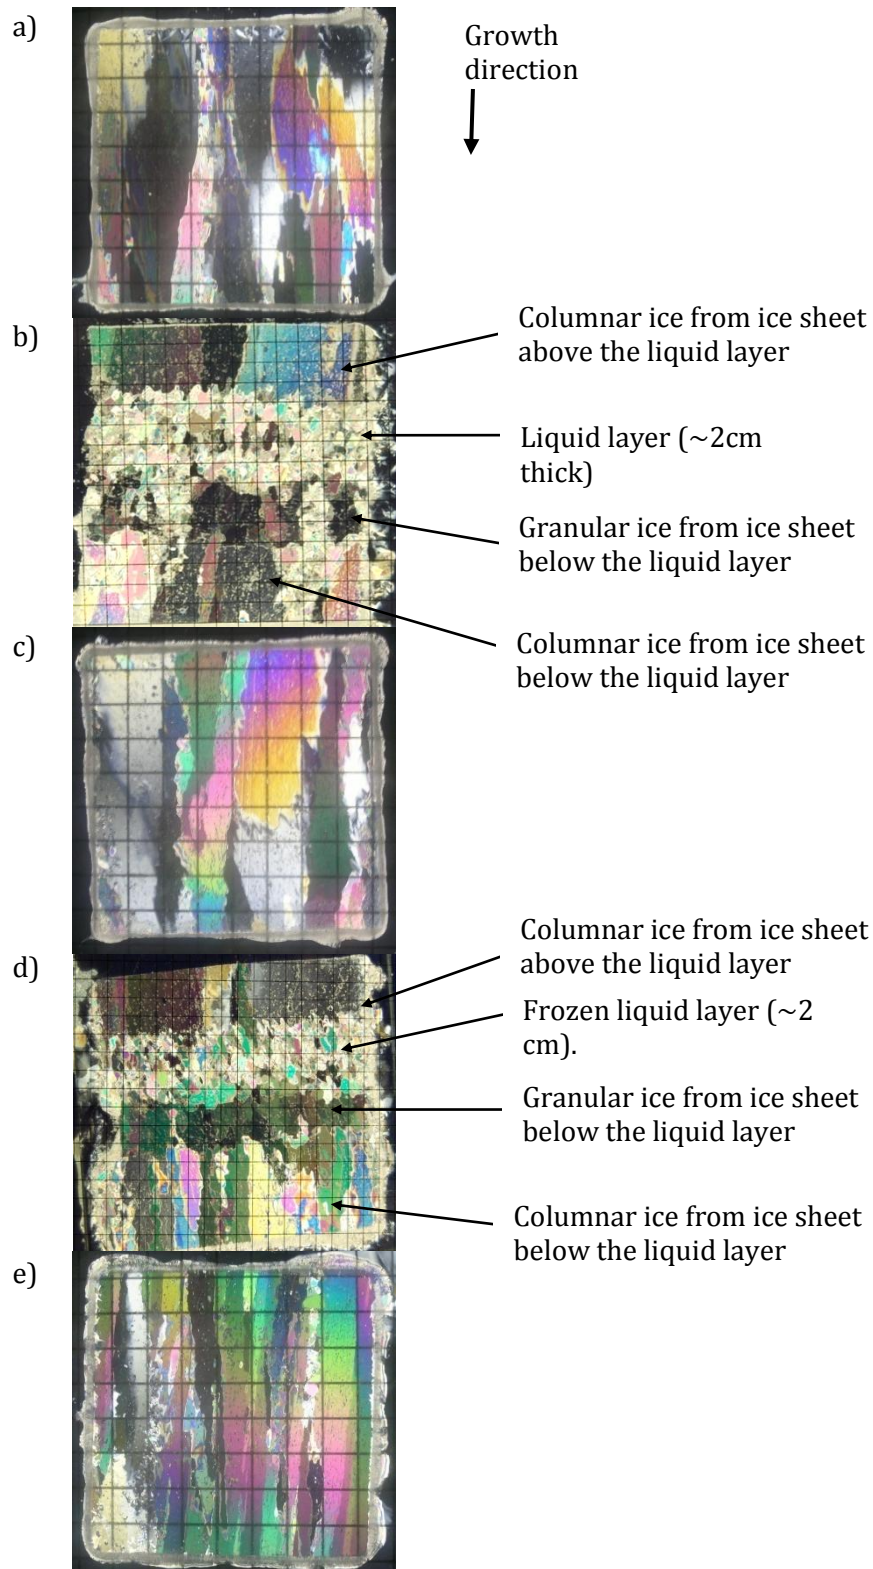 a)
Growth
direction
b)
Columnar ice from ice sheet
above the liquid layer
Liquid layer (~2cm
thick)
Granular ice from ice sheet
below the liquid layer
Columnar ice from ice sheet
below the liquid layer
c)
Columnar ice from ice sheet
above the liquid layer
d)
Frozen liquid layer (~2
cm).
Granular ice from ice sheet
below the liquid layer
Columnar ice from ice sheet
below the liquid layer
e)